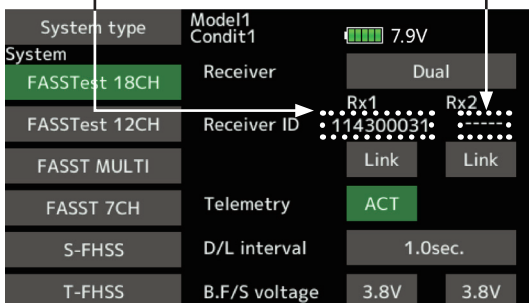 System type
Model1
Condit1
7.9V
System
FASSTest 18CH
Receiver
Dual
Rx1
Rx2
FASSTest 12CH
Receiver ID
114300031
------
FASST MULTI
Link
Link
FASST 7CH
Telemetry
ACT
S-FHSS
D/L interval
1.0sec.
T-FHSS
B.F/S voltage
3.8V
3.8V